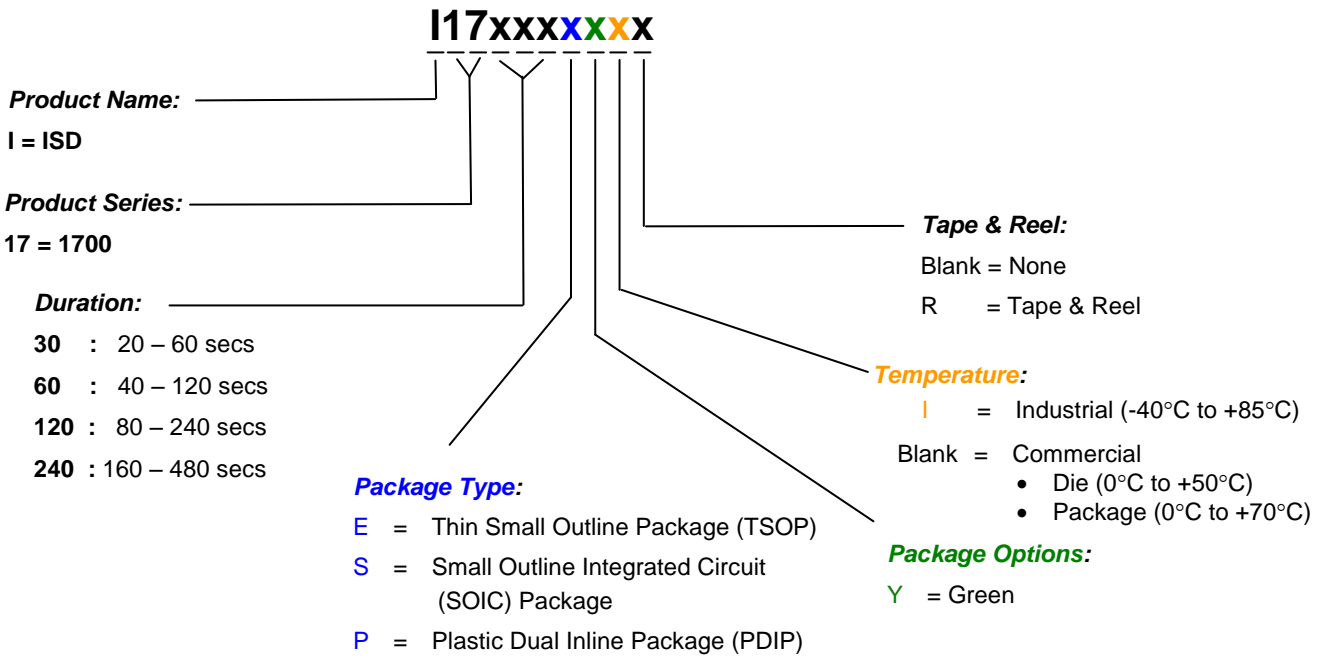 I17xxxxxxx
Product Name:
I = ISD
Product Series:
17 = 1700
Duration:
30 : 20 – 60 secs
60 : 40 – 120 secs
120 : 80 – 240 secs
240 : 160 – 480 secs
Package Type:
E = Thin Small Outline Package (TSOP)
S = Small Outline Integrated Circuit
(SOIC) Package
P = Plastic Dual Inline Package (PDIP)
Tape & Reel:
Blank = None
R = Tape & Reel
Temperature:
I = Industrial (-40°C to +85°C)
Blank = Commercial
• Die (0°C to +50°C)
• Package (0°C to +70°C)
Package Options:
Y = Green